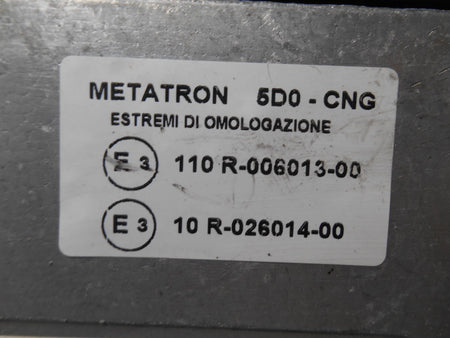 METATRON 5D0 - CNG
ESTREMI DI OMOLOGAZIONE
E 3 110 R-006013-00
E 3 10 R-026014-00